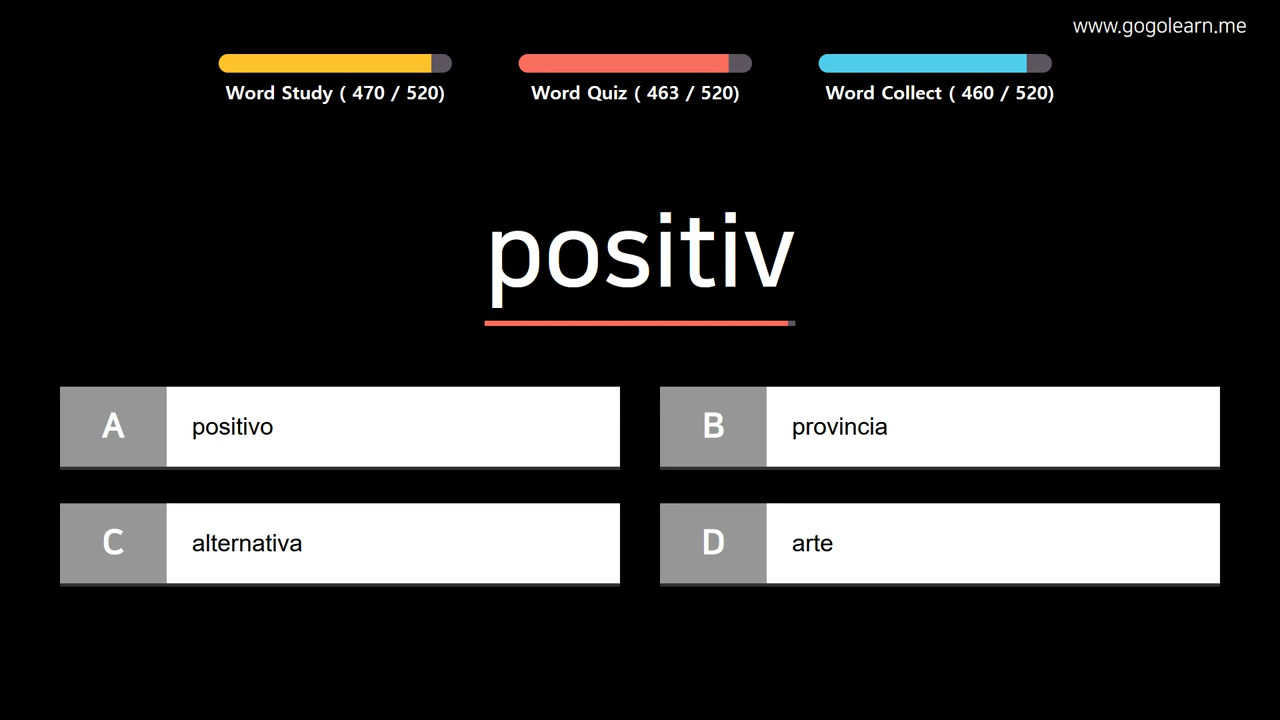 www.gogolearn.me
Word Study ( 470 / 520)
Word Quiz ( 463 / 520)
Word Collect ( 460 / 520)
positiv
A positivo
B provincia
C alternativa
D arte